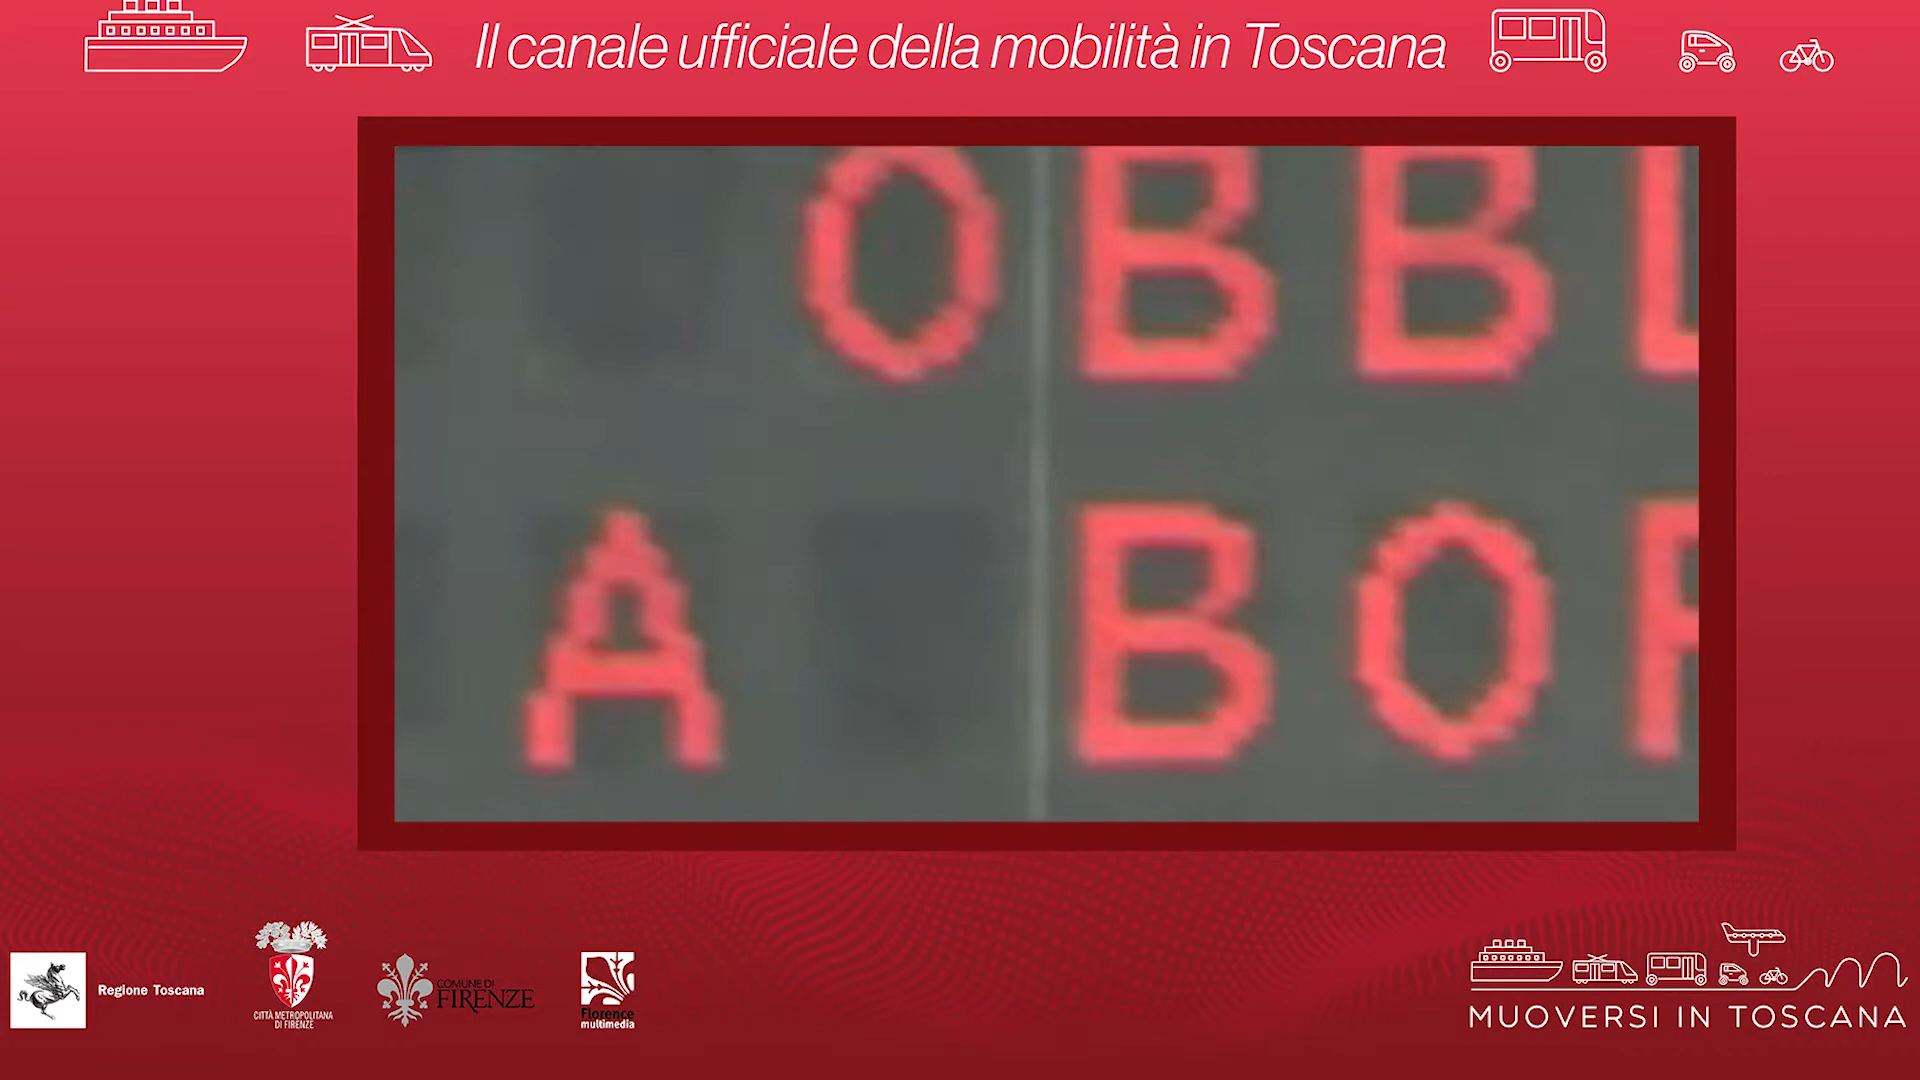 Il canale ufficiale della mobilità in Toscana
OBBL
A BO
Regione Toscana
CITTÀ METROPOLITANA
DI FIRENZE
COMUNE DI
FIRENZE
Florence
multimedia
MUOVERSI IN TOSCANA